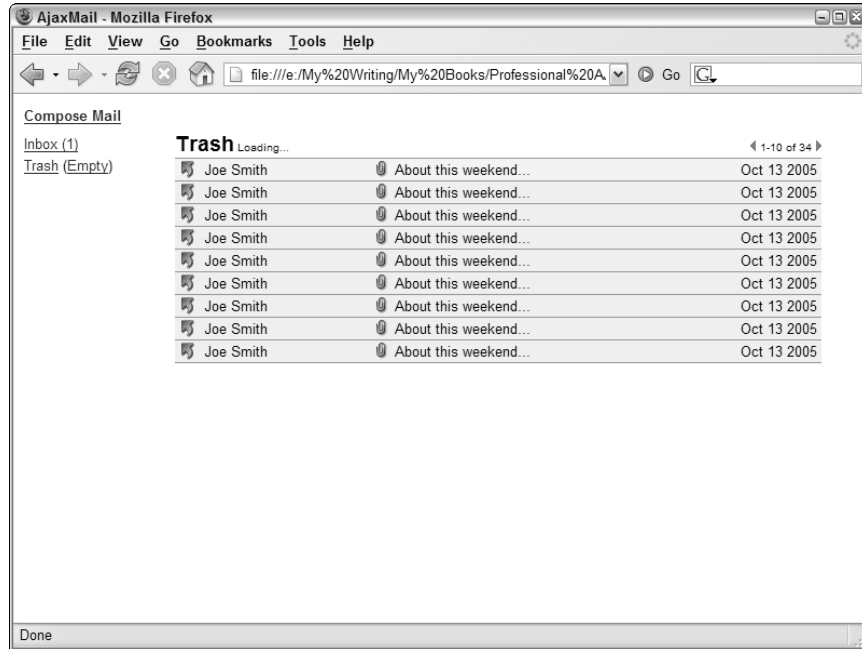 AjaxMail - Mozilla Firefox
File Edit View Go Bookmarks Tools Help
file:///e:/My%20Writing/My%20Books/Professional%20A Go G
Compose Mail
Inbox (1)
Trash (Empty)
Trash Loading... 1-10 of 34
Joe Smith About this weekend... Oct 13 2005
Joe Smith About this weekend... Oct 13 2005
Joe Smith About this weekend... Oct 13 2005
Joe Smith About this weekend... Oct 13 2005
Joe Smith About this weekend... Oct 13 2005
Joe Smith About this weekend... Oct 13 2005
Joe Smith About this weekend... Oct 13 2005
Joe Smith About this weekend... Oct 13 2005
Joe Smith About this weekend... Oct 13 2005
Done